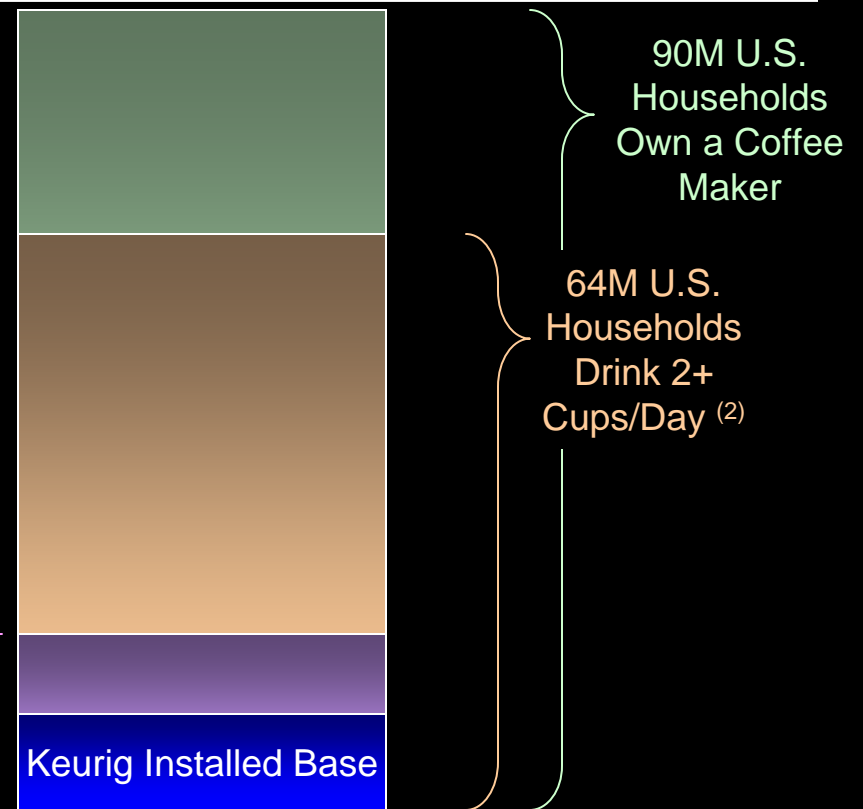 90M U.S.
Households
Own a Coffee
Maker
64M U.S.
Households
Drink 2+
Cups/Day (2)
Keurig Installed Base